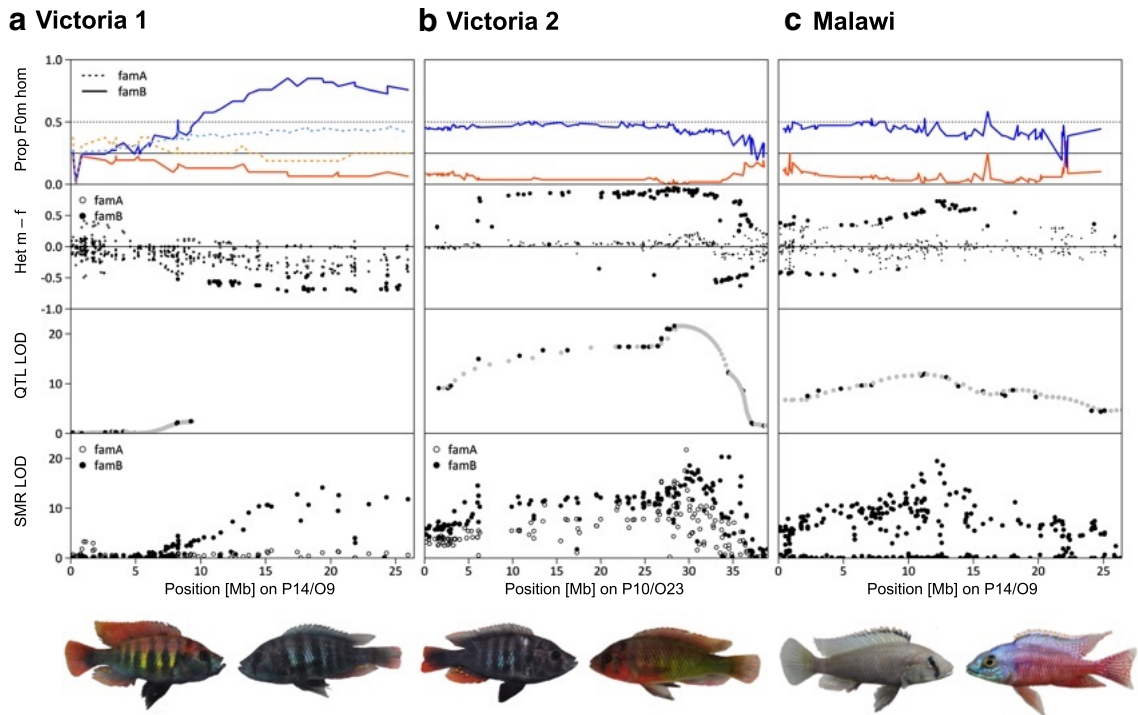 a Victoria 1
b Victoria 2
c Malawi
Prop F0m hom
1.0
0.5
0.0
famA
famB
Het m – f
0.5
0.0
-0.5
-1.0
famA
famB
QTL LOD
20
10
0
SMR LOD
20
10
0
famA
famB
famA
famB
0 5 10 15 20 25
0 5 10 15 20 25 30 35
0 5 10 15 20 25
Position [Mb] on P14/O9
Position [Mb] on P10/O23
Position [Mb] on P14/O9